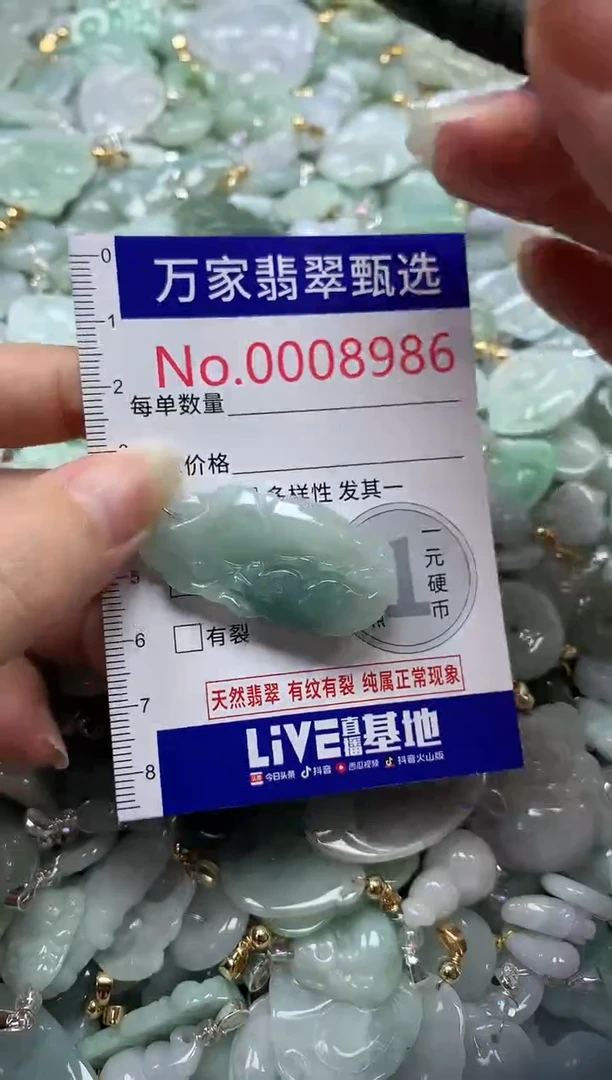 0
万家翡翠甄选
1
No.0008986
2
每单数量
价格
多样性 发其一
1
一元硬币
5
6
有裂
7
天然翡翠 有纹有裂 纯属正常现象
LiVE直播基地
8
今日头条 抖音 西瓜视频 抖音火山版